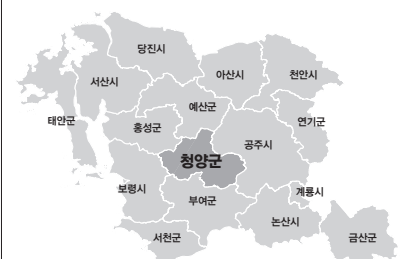 당진시
아산시
천안시
서산시
예산군
태안군
홍성군
연기군
공주시
청양군
보령시
계룡시
부여군
논산시
서천군
금산군